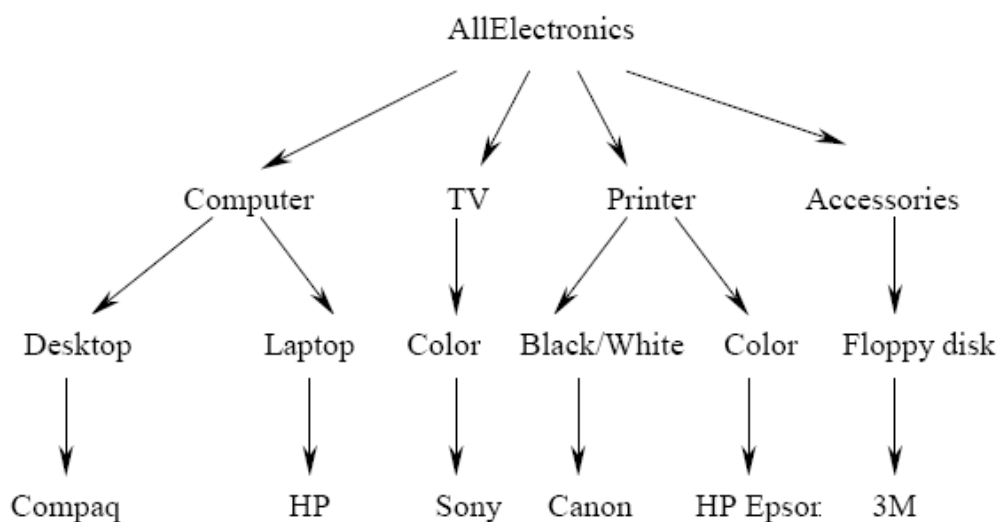 AllElectronics
Computer TV Printer Accessories
Desktop Laptop Color Black/White Color Floppy disk
Compaq HP Sony Canon HP Epsor 3M